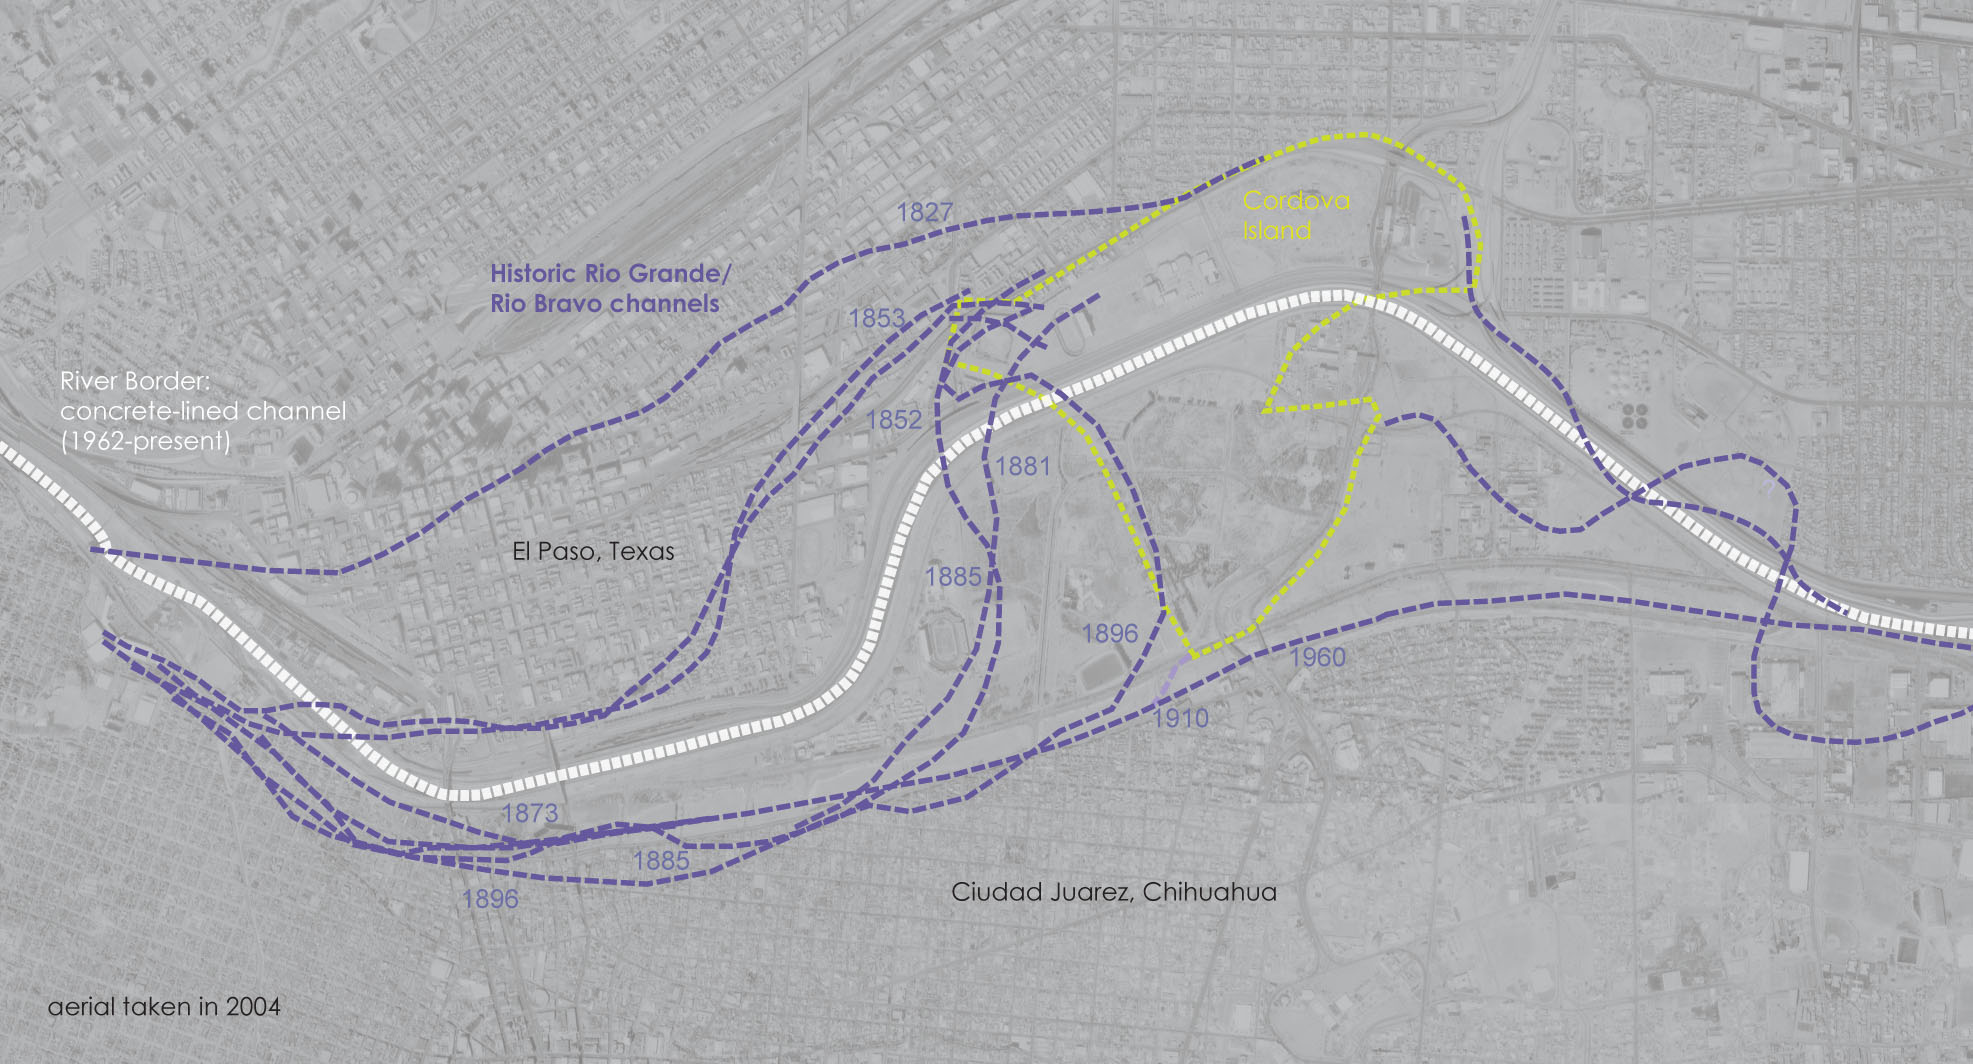 1827
Cordova
Island
Historic Rio Grande/
Rio Bravo channels
1853
River Border:
concrete-lined channel
(1962-present)
1852
1881
El Paso, Texas
1885
1896
1960
1910
1873
1885
1896
Ciudad Juarez, Chihuahua
aerial taken in 2004